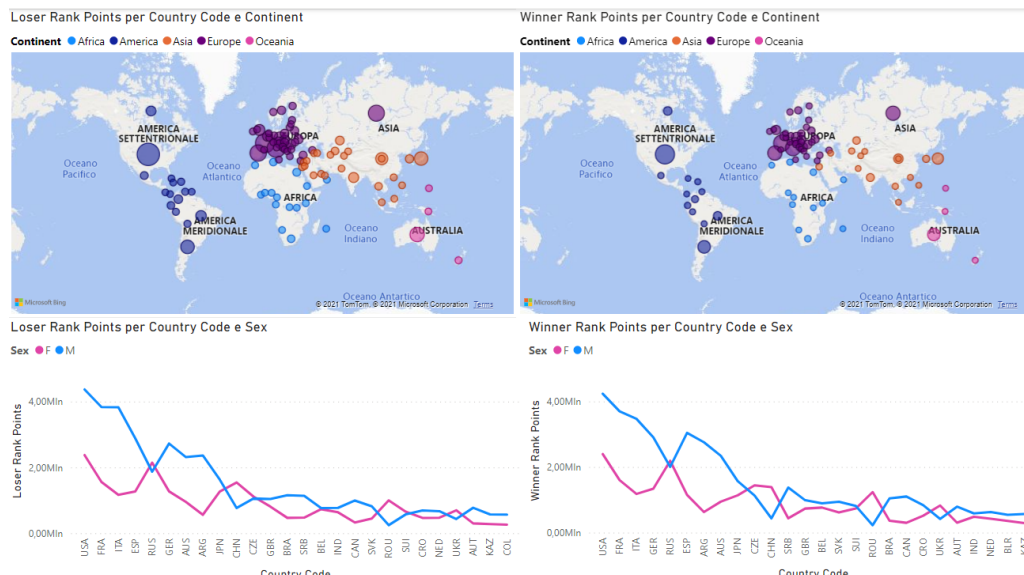 Loser Rank Points per Country Code e Continent
Continent Africa America Asia Europe Oceania
AMERICA
SETTENTRIONALE
EUROPA
ASIA
Oceano
Pacifico
Oceano
Atlantico
AFRICA
AMERICA
MERIDIONALE
Oceano
Indiano
AUSTRALIA
Oceano Antartico
Microsoft Bing
© 2021 TomTom, © 2021 Microsoft Corporation Terms
Winner Rank Points per Country Code e Continent
Continent Africa America Asia Europe Oceania
AMERICA
SETTENTRIONALE
EUROPA
ASIA
Oceano
Pacifico
Oceano
Atlantico
AFRICA
AMERICA
MERIDIONALE
Oceano
Indiano
AUSTRALIA
Oceano Antartico
Microsoft Bing
© 2021 TomTom, © 2021 Microsoft Corporation Terms
Loser Rank Points per Country Code e Sex
Sex F M
Loser Rank Points
4,00Mln
2,00Mln
0,00Mln
USA FRA ITA ESP RUS GER AUS ARG JPN CHN CZE GBR BRA SRB BEL IND CAN SVK ROU SUI CRO NED UKR AUT KAZ COL
Country Code
Winner Rank Points per Country Code e Sex
Sex F M
Winner Rank Points
4,00Mln
2,00Mln
0,00Mln
USA FRA ITA GER RUS ESP ARG AUS JPN CZE CHN SRB GBR BEL SVK SUI ROU BRA CAN CRO UKR AUT IND NED BLR KAZ
Country Code